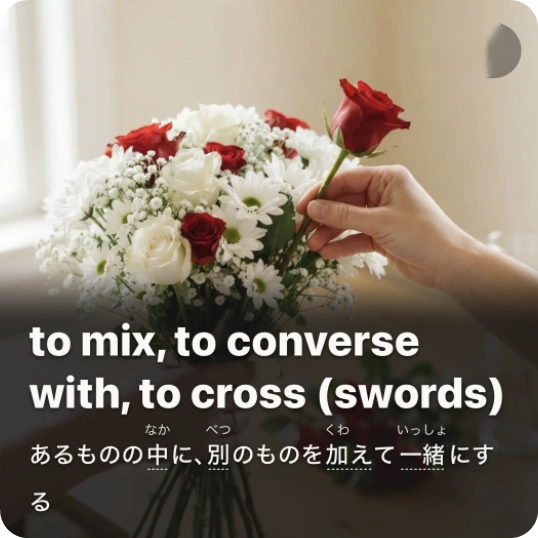 to mix, to converse
with, to cross (swords)
なか べつ くわ いっしょ
あるものの中に、別のものを加えて一緒にす
る